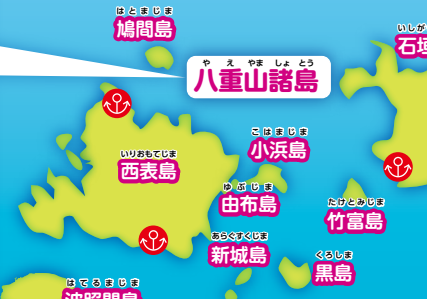 はとまじま
鳩間島
やえやましょとう
八重山諸島
いしが
石垣
こはまじま
小浜島
いりおもてじま
西表島
ゆぶじま
由布島
たけとみじま
竹富島
あらぐすくじま
新城島
くろしま
黒島
はてるまじま
波照間島